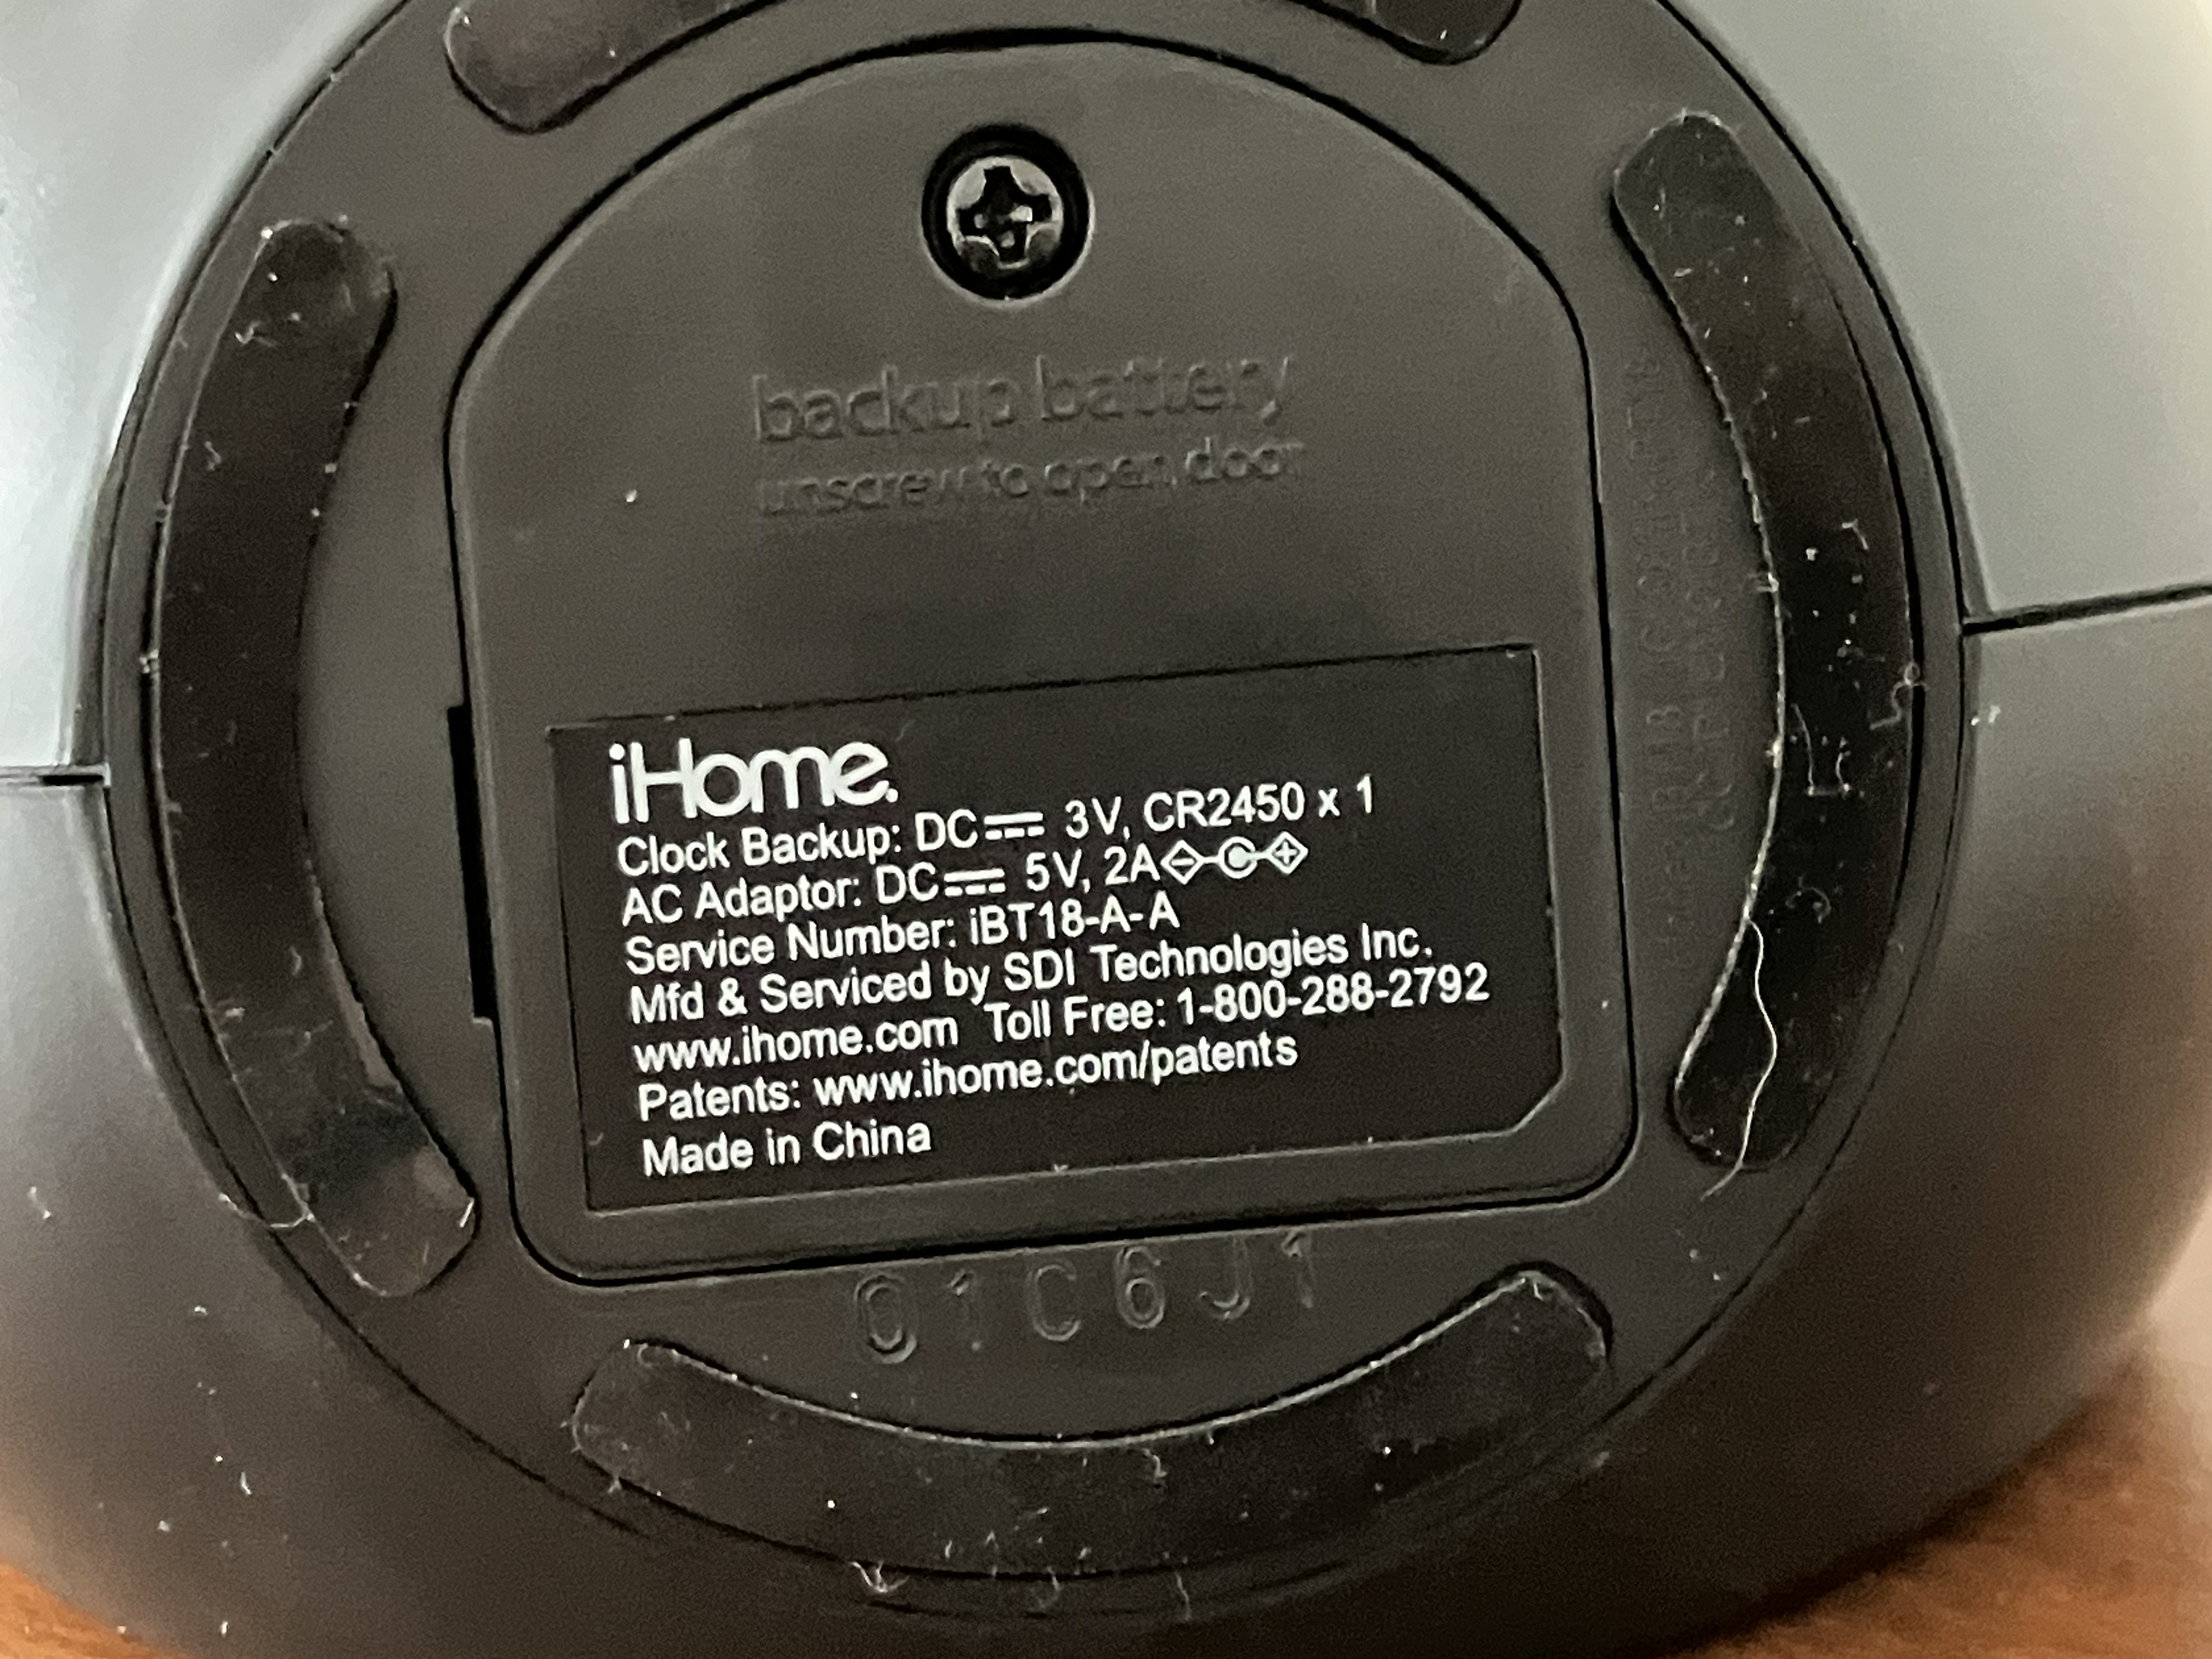 backup battery
unscrew to open door
iHome.
Clock Backup: DC⎓ 3V, CR2450 x 1
AC Adaptor: DC⎓ 5V, 2A
Service Number: iBT18-A-A
Mfd & Serviced by SDI Technologies Inc.
www.ihome.com Toll Free: 1-800-288-2792
Patents: www.ihome.com/patents
Made in China
01C6J1